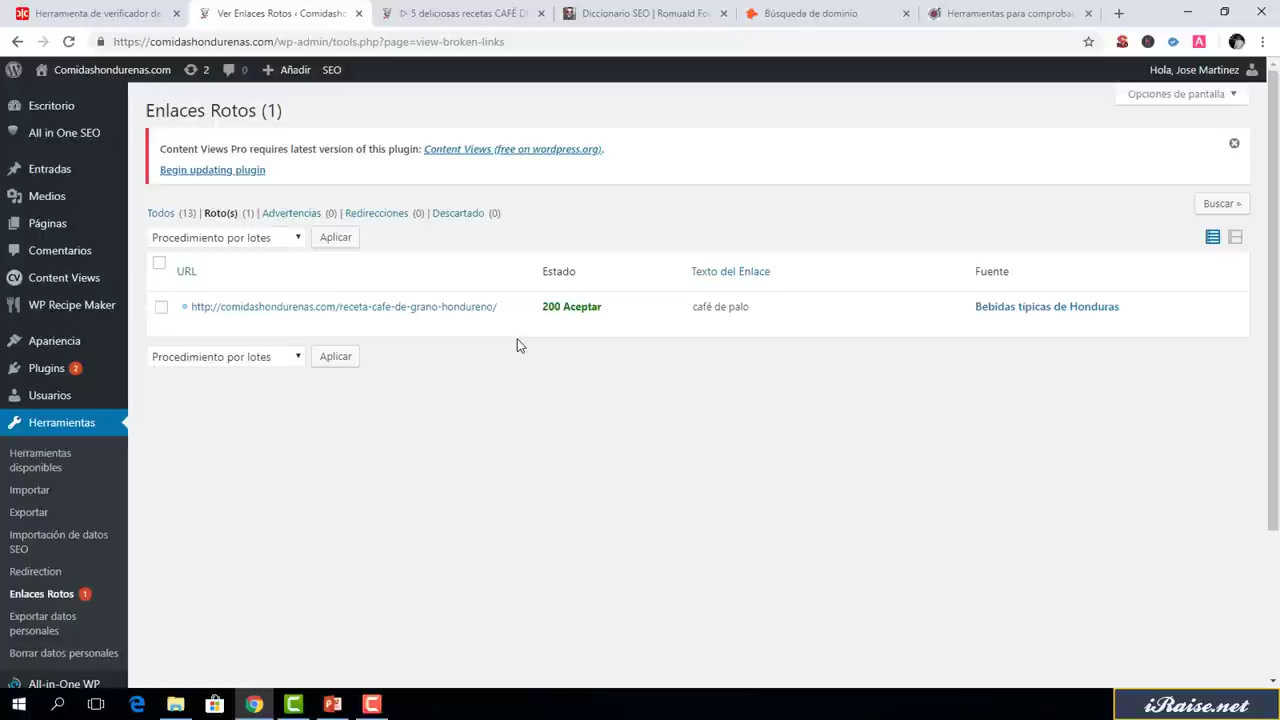 Herramienta de verificador de
Ver Enlaces Rotos ‹ Comidasho
▷ 5 deliciosas recetas CAFÉ D
Diccionario SEO | Romuald Fo
Búsqueda de dominio
Herramientas para comproba
https://comidashondurenas.com/wp-admin/tools.php?page=view-broken-links
Comidashondurenas.com 2 0 Añadir SEO
Hola, Jose Martinez
Escritorio
All in One SEO
Entradas
Medios
Páginas
Comentarios
Content Views
WP Recipe Maker
Apariencia
Plugins 2
Usuarios
Herramientas
Herramientas
disponibles
Importar
Exportar
Importación de datos
SEO
Redirection
Enlaces Rotos 1
Exportar datos
personales
Borrar datos personales
All-in-One WP
Opciones de pantalla
Enlaces Rotos (1)
Content Views Pro requires latest version of this plugin: Content Views (free on wordpress.org).
Begin updating plugin
Buscar »
Todos (13) | Roto(s) (1) | Advertencias (0) | Redirecciones (0) | Descartado (0)
Procedimiento por lotes Aplicar
URL Estado Texto del Enlace Fuente
http://comidashondurenas.com/receta-cafe-de-grano-hondureno/ 200 Aceptar café de palo Bebidas típicas de Honduras
Procedimiento por lotes Aplicar
iRaise.net